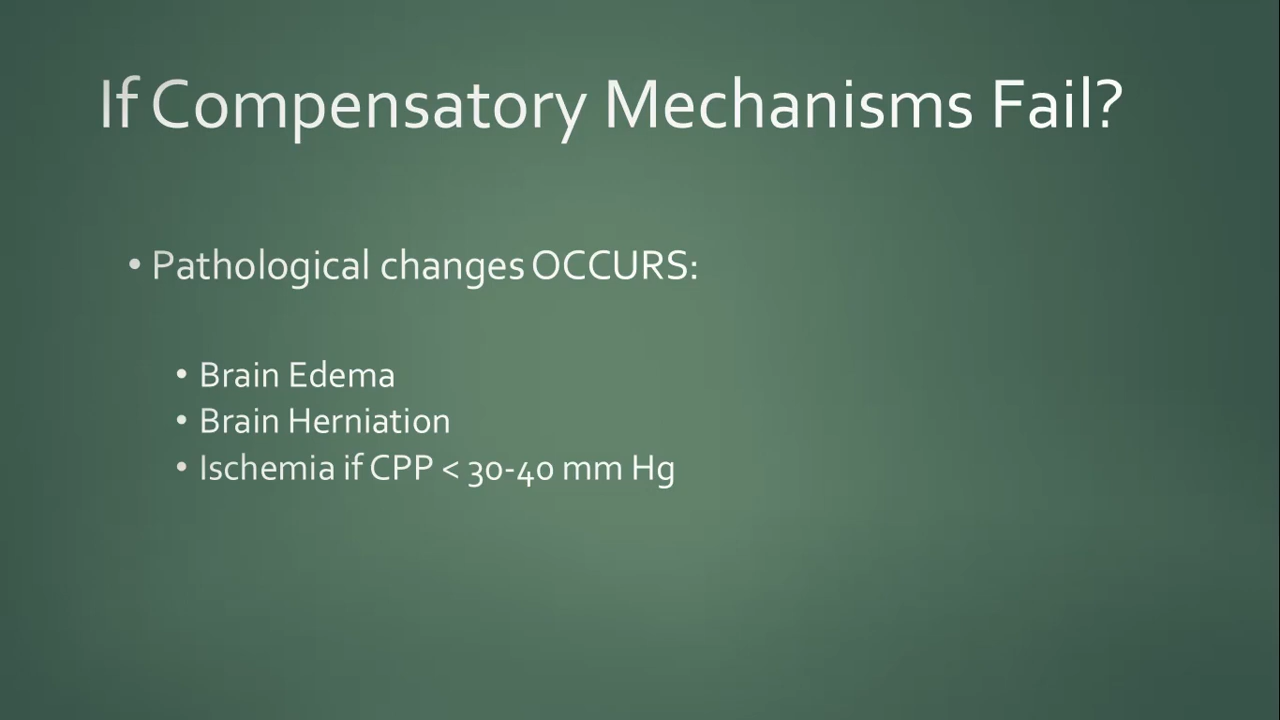 If Compensatory Mechanisms Fail?
• Pathological changes OCCURS:
• Brain Edema
• Brain Herniation
• Ischemia if CPP < 30-40 mm Hg